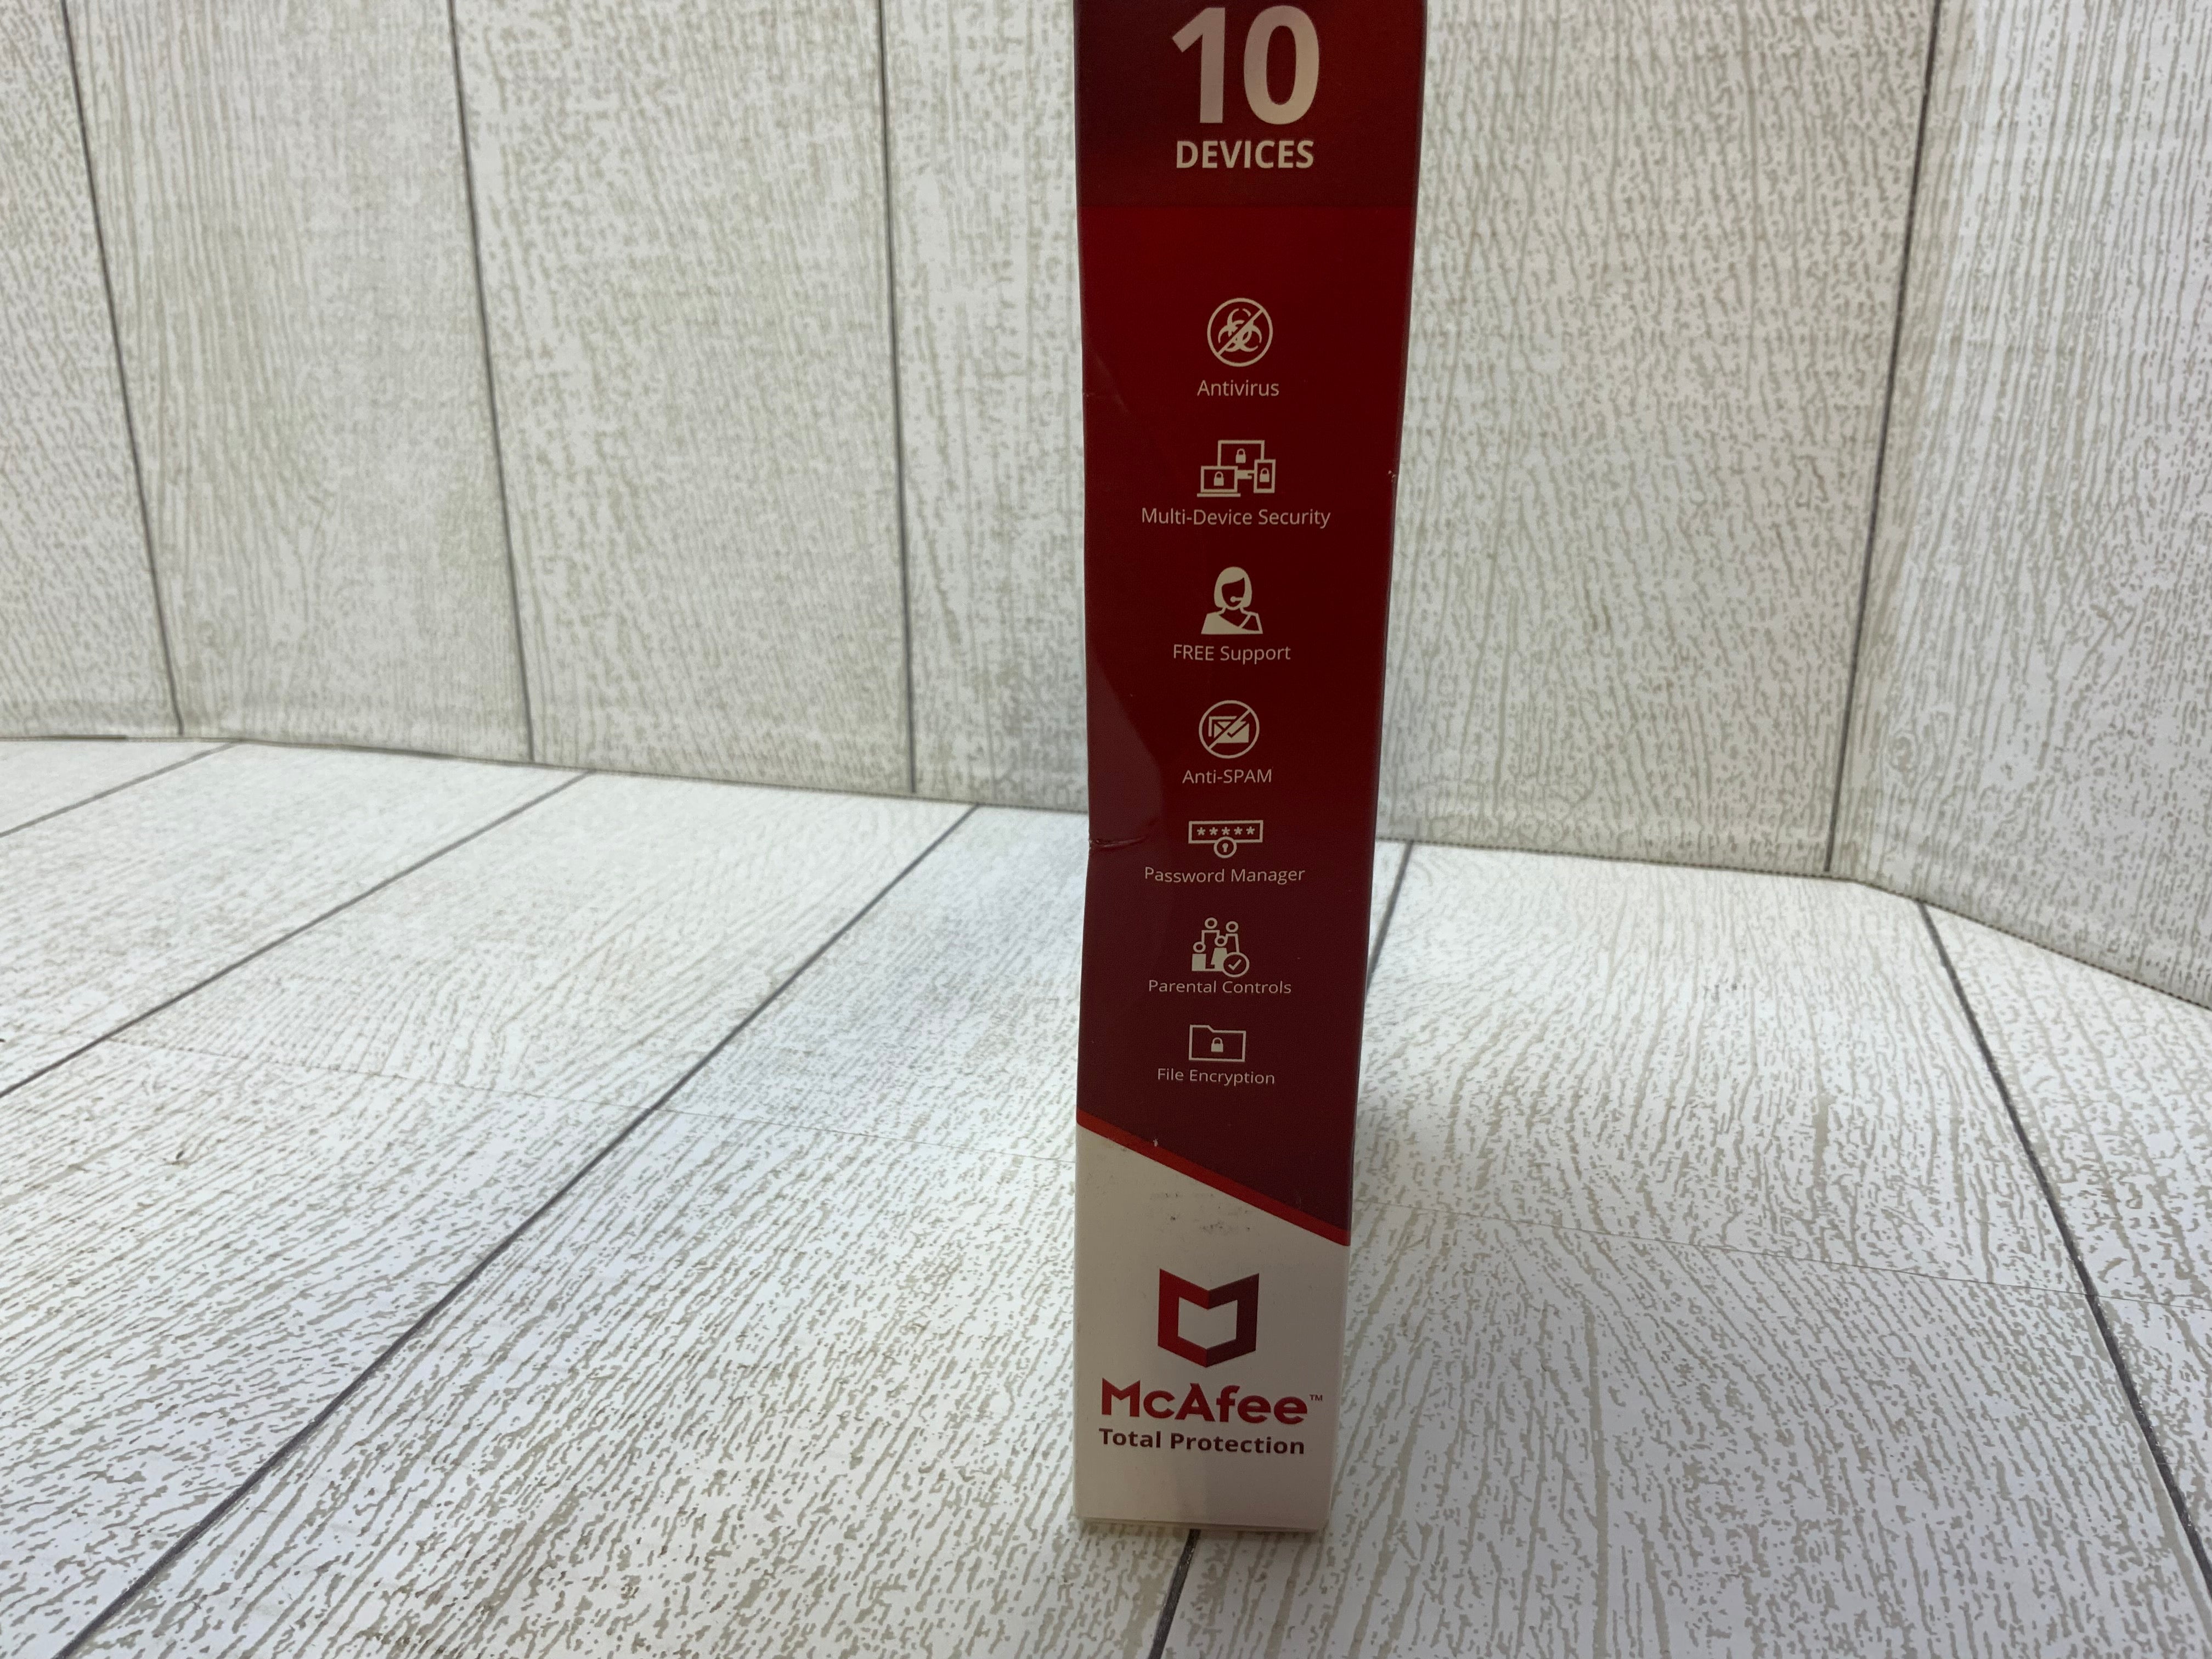 10
DEVICES
Antivirus
Multi-Device Security
FREE Support
Anti-SPAM
*****
Password Manager
Parental Controls
File Encryption
McAfee™
Total Protection